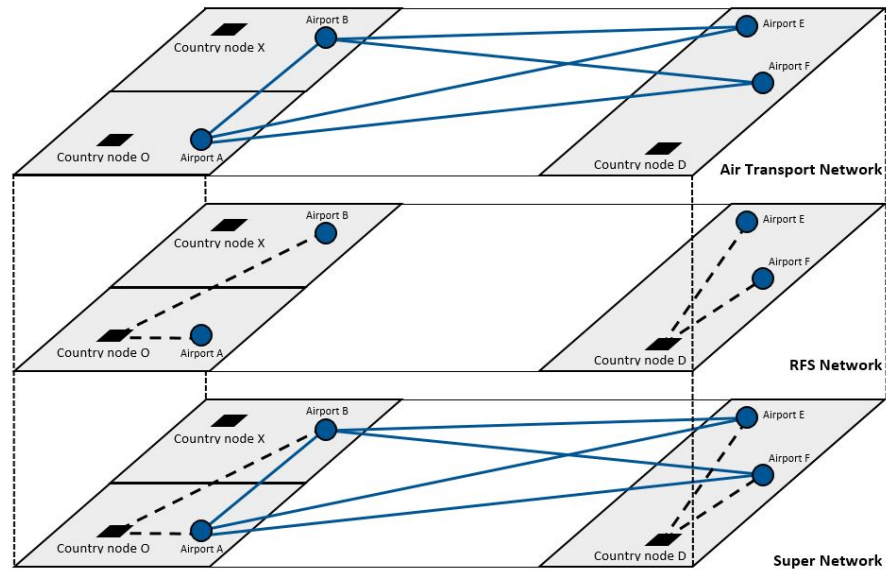 Airport B
Airport E
Country node X
Airport F
Country node O
Airport A
Country node D
Air Transport Network
Airport B
Airport E
Country node X
Airport F
Country node O
Airport A
Country node D
RFS Network
Airport B
Airport E
Country node X
Airport F
Country node O
Airport A
Country node D
Super Network